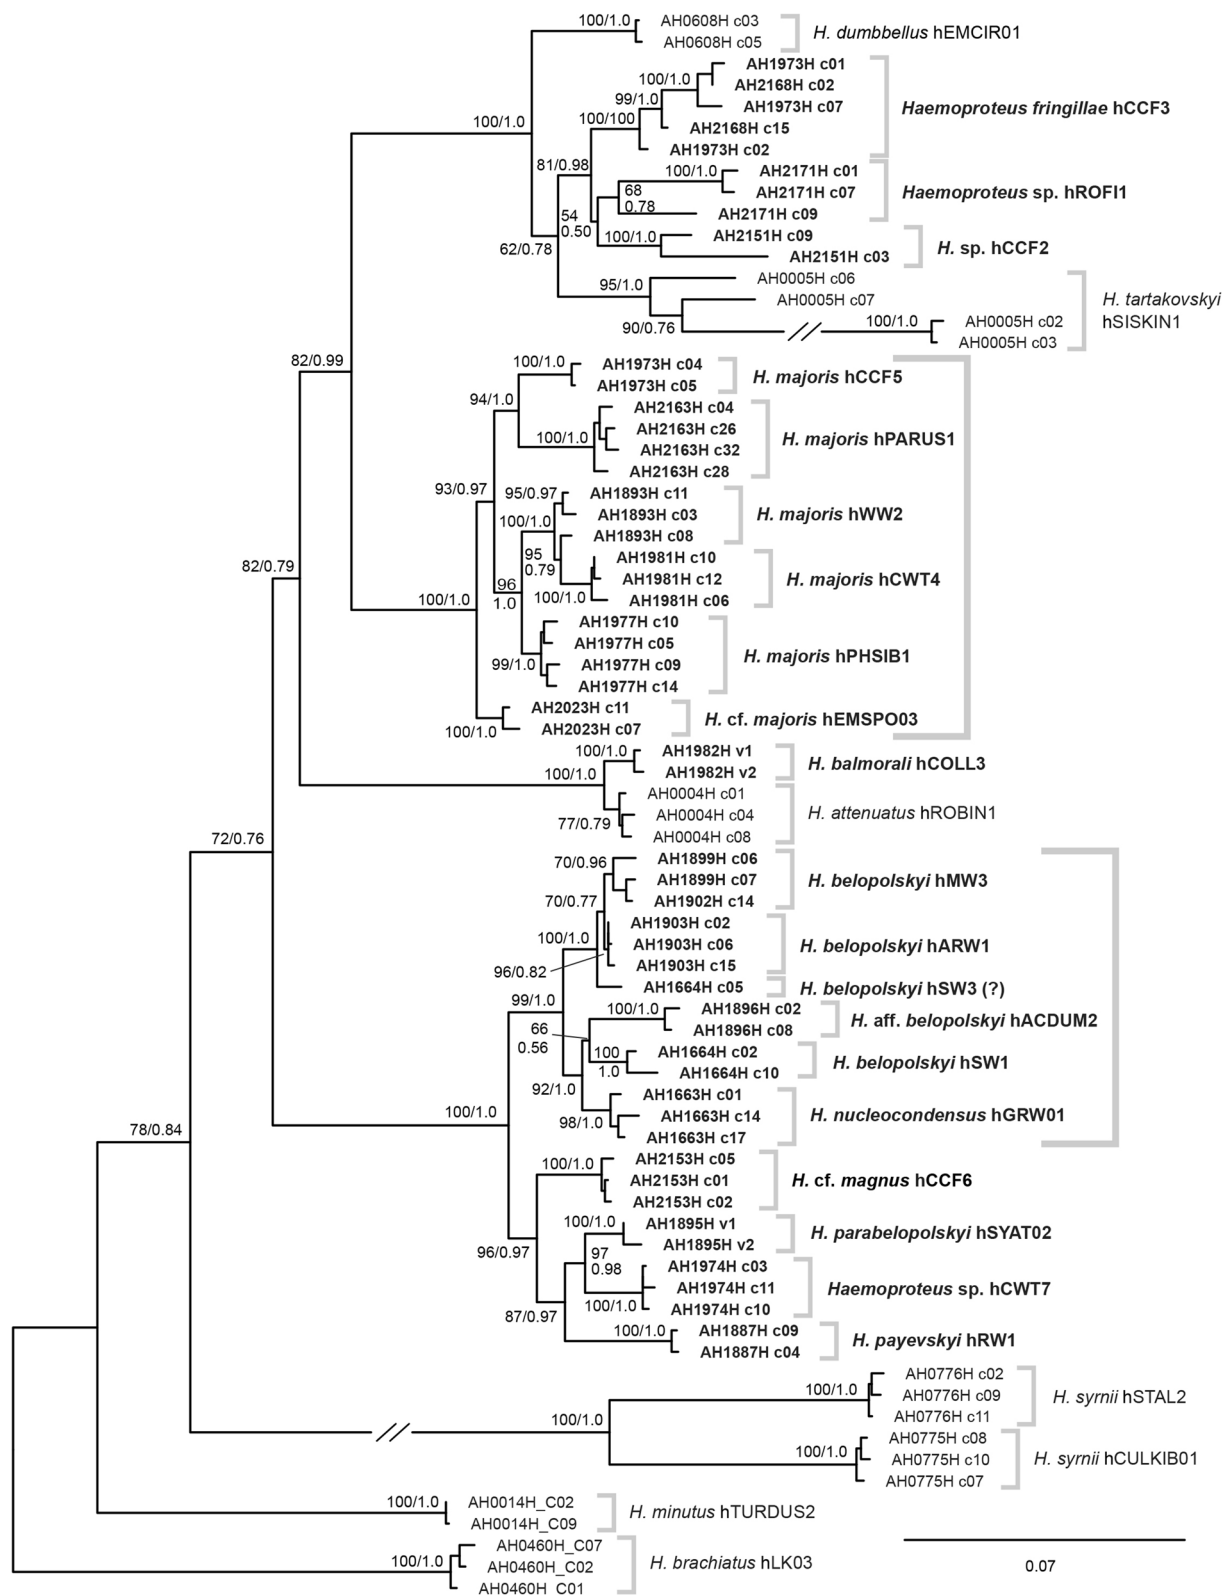 100/1.0
AH0608H c03
AH0608H c05
H. dumbbellus hEMCIR01
AH1973H c01
100/1.0
AH2168H c02
99/1.0
AH1973H c07
Haemoproteus fringillae hCCF3
100/1.0
100/100
AH2168H c15
AH1973H c02
81/0.98
100/1.0
AH2171H c01
68
0.78
AH2171H c07
Haemoproteus sp. hROFI1
54
0.50
AH2171H c09
62/0.78
100/1.0
AH2151H c09
AH2151H c03
H. sp. hCCF2
95/1.0
AH0005H c06
AH0005H c07
H. tartakovskyi
hSISKIN1
90/0.76
100/1.0
AH0005H c02
AH0005H c03
82/0.99
100/1.0
AH1973H c04
AH1973H c05
H. majoris hCCF5
94/1.0
AH2163H c04
AH2163H c26
100/1.0
AH2163H c32
H. majoris hPARUS1
AH2163H c28
93/0.97
95/0.97
AH1893H c11
AH1893H c03
H. majoris hWW2
100/1.0
AH1893H c08
95
0.79
AH1981H c10
AH1981H c12
H. majoris hCWT4
96
1.0
100/1.0
AH1981H c06
82/0.79
100/1.0
AH1977H c10
AH1977H c05
H. majoris hPHSIB1
99/1.0
AH1977H c09
AH1977H c14
AH2023H c11
H. cf. majoris hEMSPO03
100/1.0
AH2023H c07
100/1.0
AH1982H v1
H. balmorali hCOLL3
100/1.0
AH1982H v2
AH0004H c01
AH0004H c04
H. attenuatus hROBIN1
77/0.79
AH0004H c08
72/0.76
70/0.96
AH1899H c06
AH1899H c07
H. belopolskyi hMW3
70/0.77
AH1902H c14
AH1903H c02
100/1.0
AH1903H c06
H. belopolskyi hARW1
96/0.82
AH1903H c15
AH1664H c05
H. belopolskyi hSW3 (?)
99/1.0
100/1.0
AH1896H c02
H. aff. belopolskyi hACDUM2
66
0.56
AH1896H c08
100
1.0
AH1664H c02
H. belopolskyi hSW1
AH1664H c10
92/1.0
AH1663H c01
100/1.0
98/1.0
AH1663H c14
H. nucleocondensus hGRW01
AH1663H c17
78/0.84
100/1.0
AH2153H c05
AH2153H c01
H. cf. magnus hCCF6
AH2153H c02
100/1.0
AH1895H v1
H. parabelopolskyi hSYAT02
96/0.97
AH1895H v2
97
0.98
AH1974H c03
AH1974H c11
Haemoproteus sp. hCWT7
100/1.0
AH1974H c10
87/0.97
100/1.0
AH1887H c09
H. payevskyi hRW1
AH1887H c04
AH0776H c02
100/1.0
AH0776H c09
H. syrnii hSTAL2
AH0776H c11
100/1.0
AH0775H c08
100/1.0
AH0775H c10
H. syrnii hCULKIB01
AH0775H c07
100/1.0
AH0014H_C02
H. minutus hTURDUS2
AH0014H_C09
AH0460H_C07
100/1.0
AH0460H_C02
H. brachiatus hLK03
AH0460H_C01
0.07